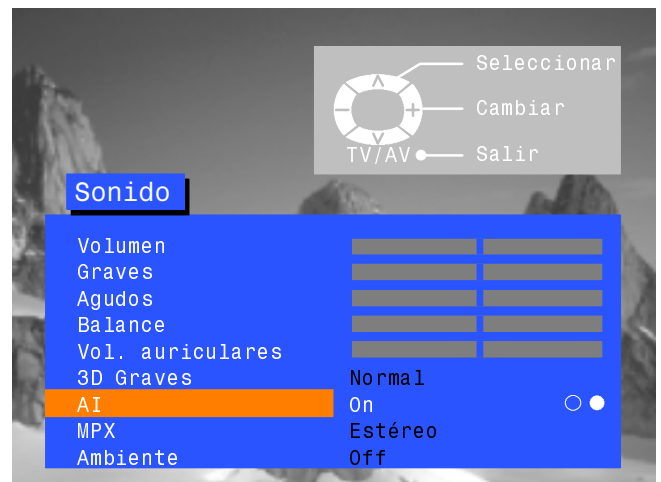 Seleccionar
Cambiar
TV/AV Salir
Sonido
Volumen
Graves
Agudos
Balance
Vol. auriculares
3D Graves Normal
AI On
MPX Estéreo
Ambiente Off